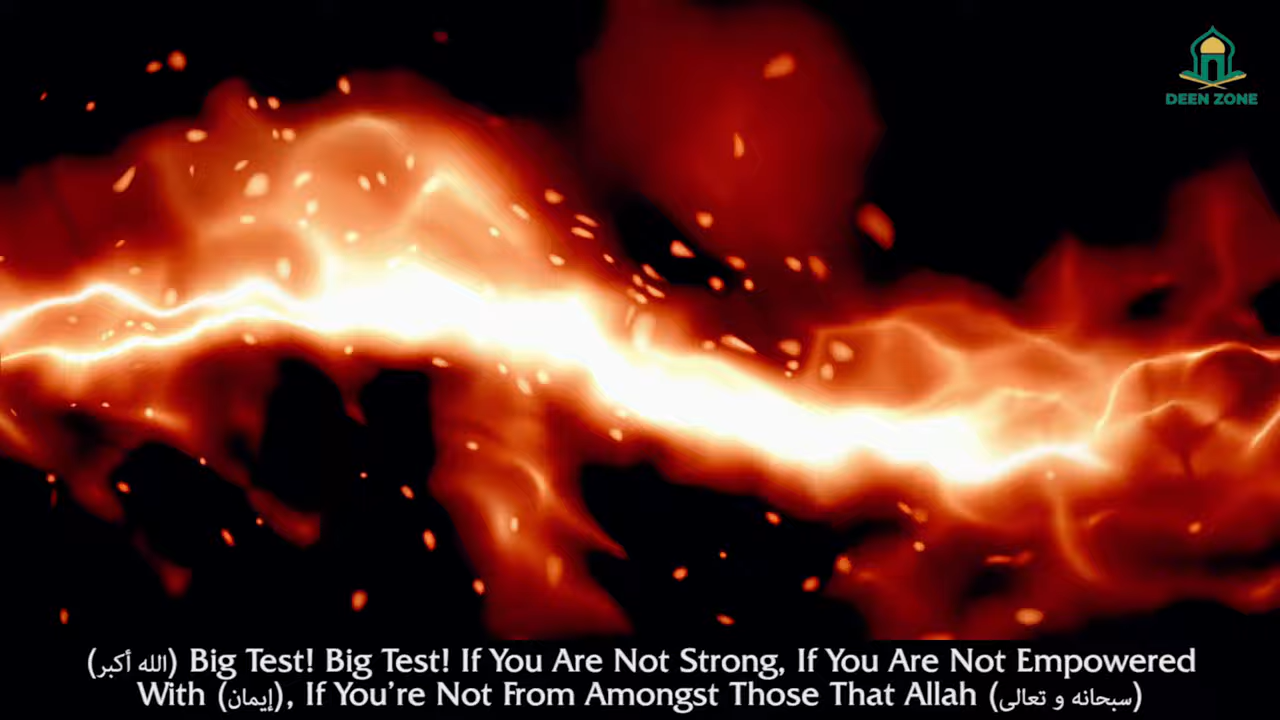 DEEN ZONE
(الله أكبر) Big Test! Big Test! If You Are Not Strong, If You Are Not Empowered
With (إيمان), If You're Not From Amongst Those That Allah (سبحانه و تعالى)